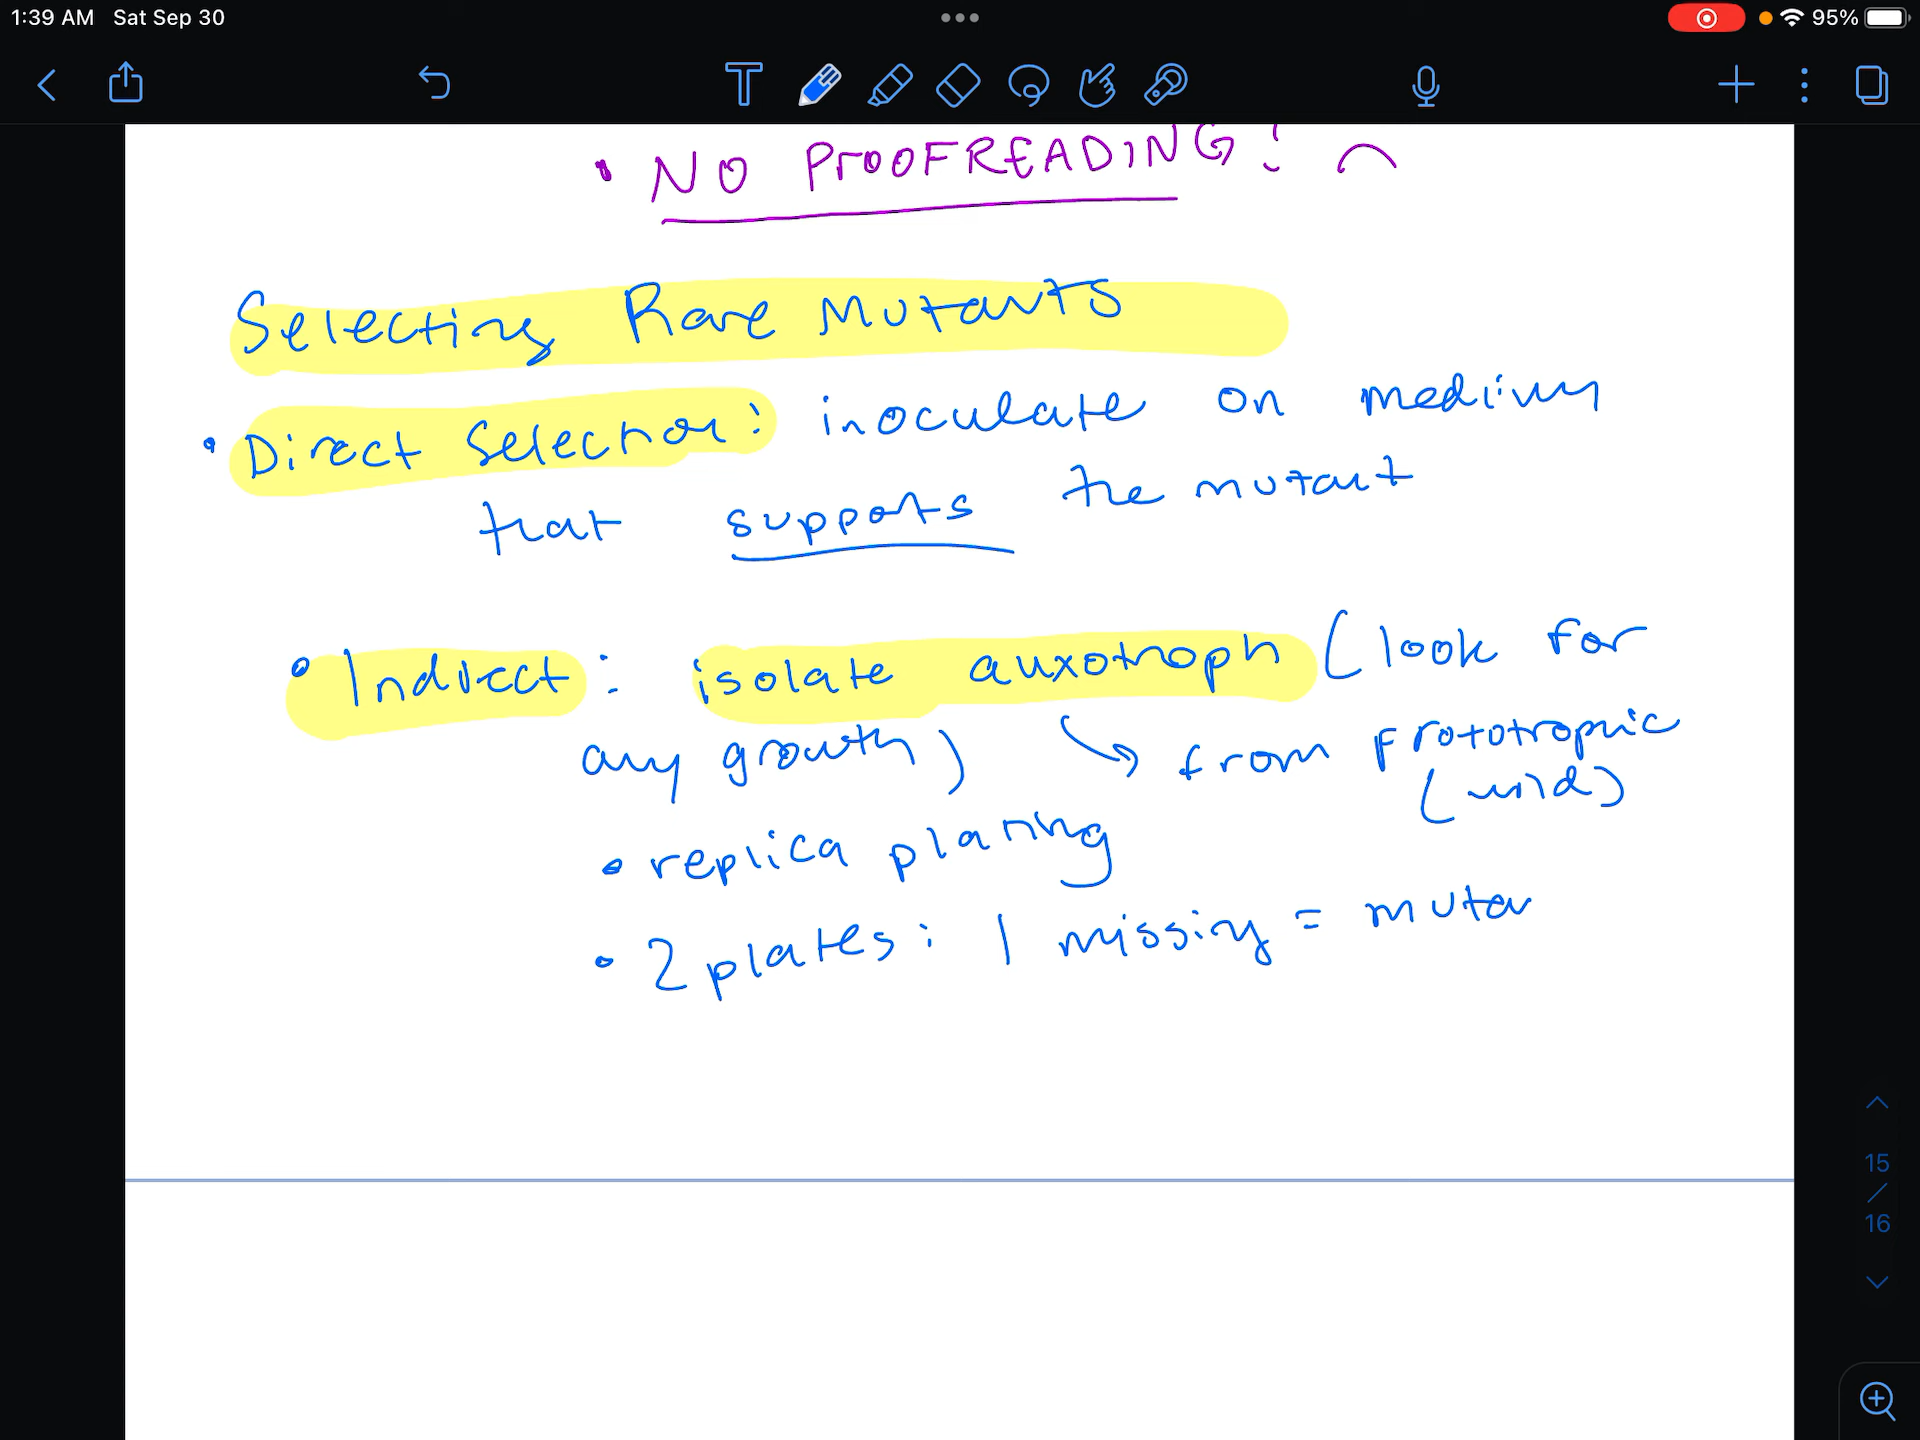 1:39 AM Sat Sep 30
95%
• NO PROOFREADING!
Selecting Rare Mutants
• Direct Selection: inoculate on medium
that supports the mutant
• Indirect: isolate auxotroph (look for
any growth) ↳ from prototrophic
(wild)
• replica plating
• 2 plates: 1 missing = muta
15
/
16